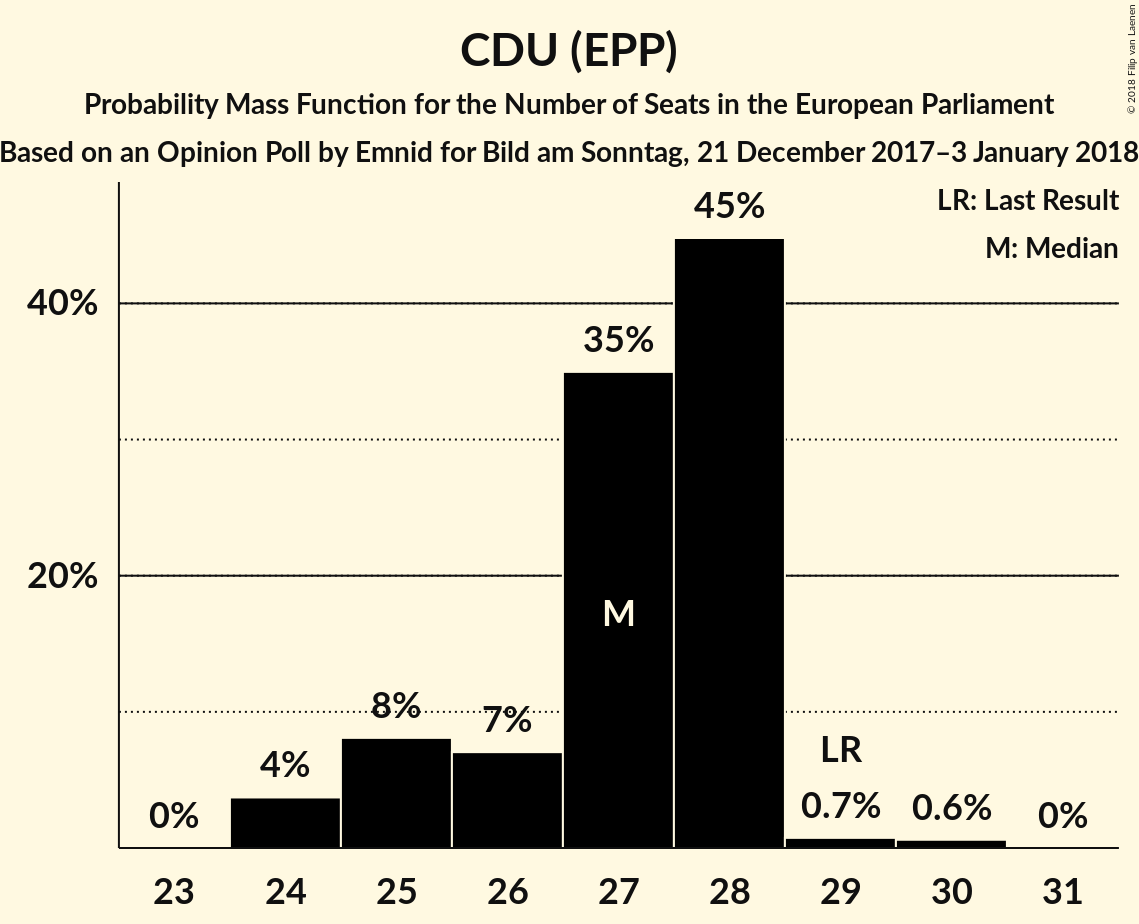 CDU (EPP)
Probability Mass Function for the Number of Seats in the European Parliament
Based on an Opinion Poll by Emnid for Bild am Sonntag, 21 December 2017–3 January 2018
© 2018 Filip van Laenen
LR: Last Result
M: Median
45%
40%
35%
20%
M
8%
7%
4%
LR
0%
0.7%
0.6%
0%
23 24 25 26 27 28 29 30 31